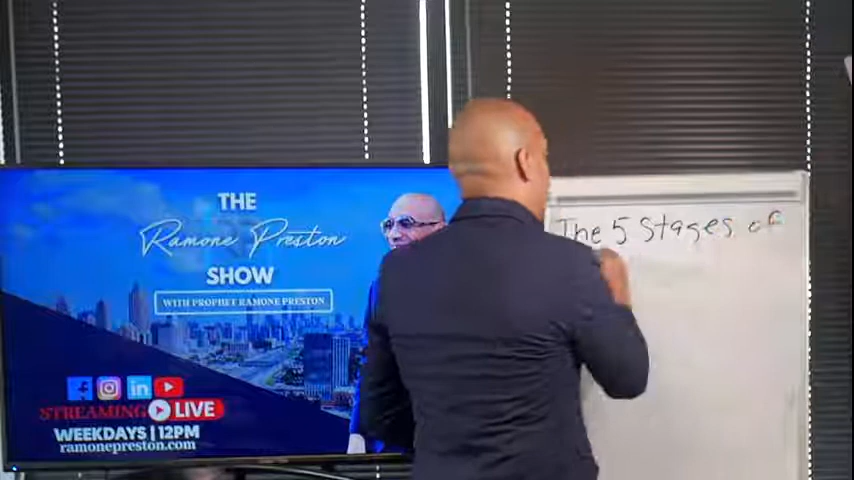 THE
Ramone Preston
SHOW
WITH PROPHET RAMONE PRESTON
STREAMING LIVE
WEEKDAYS | 12PM
ramonepreston.com
The 5 Stages of